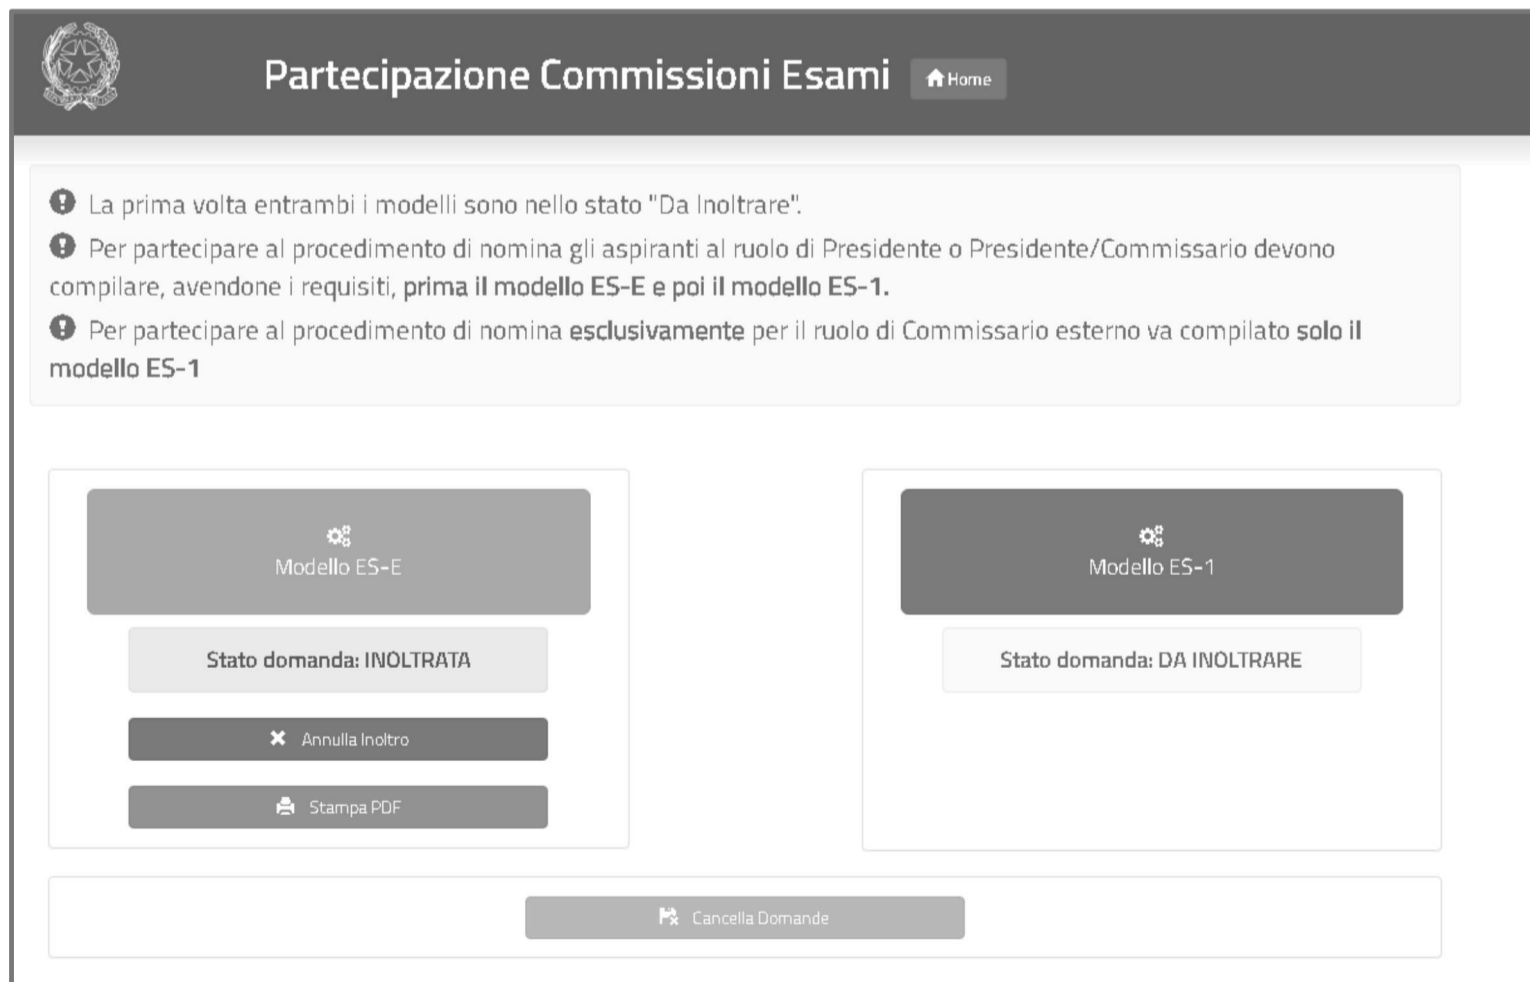 Partecipazione Commissioni Esami Home
La prima volta entrambi i modelli sono nello stato "Da Inoltrare".
Per partecipare al procedimento di nomina gli aspiranti al ruolo di Presidente o Presidente/Commissario devono
compilare, avendone i requisiti, prima il modello ES-E e poi il modello ES-1.
Per partecipare al procedimento di nomina esclusivamente per il ruolo di Commissario esterno va compilato solo il
modello ES-1
Modello ES-E
Stato domanda: INOLTRATA
Annulla Inoltro
Stampa PDF
Modello ES-1
Stato domanda: DA INOLTRARE
Cancella Domande